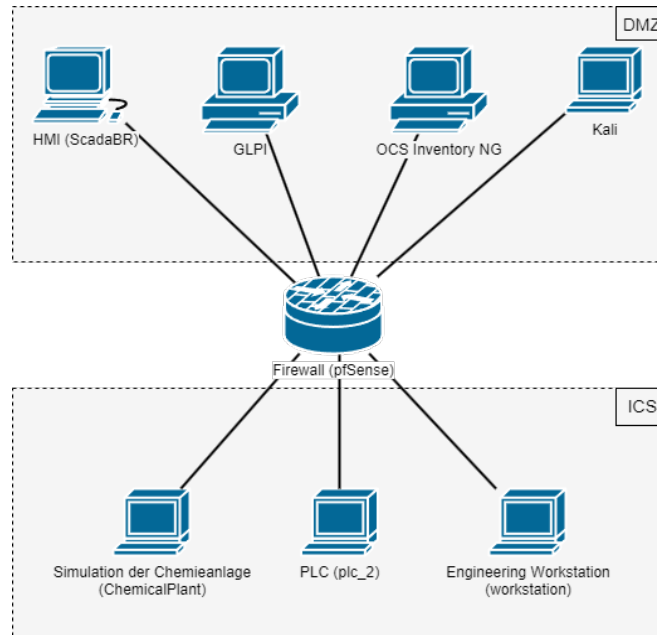 DMZ
HMI (ScadaBR)
GLPI
OCS Inventory NG
Kali
Firewall (pfSense)
ICS
Simulation der Chemieanlage
(ChemicalPlant)
PLC (plc_2)
Engineering Workstation
(workstation)